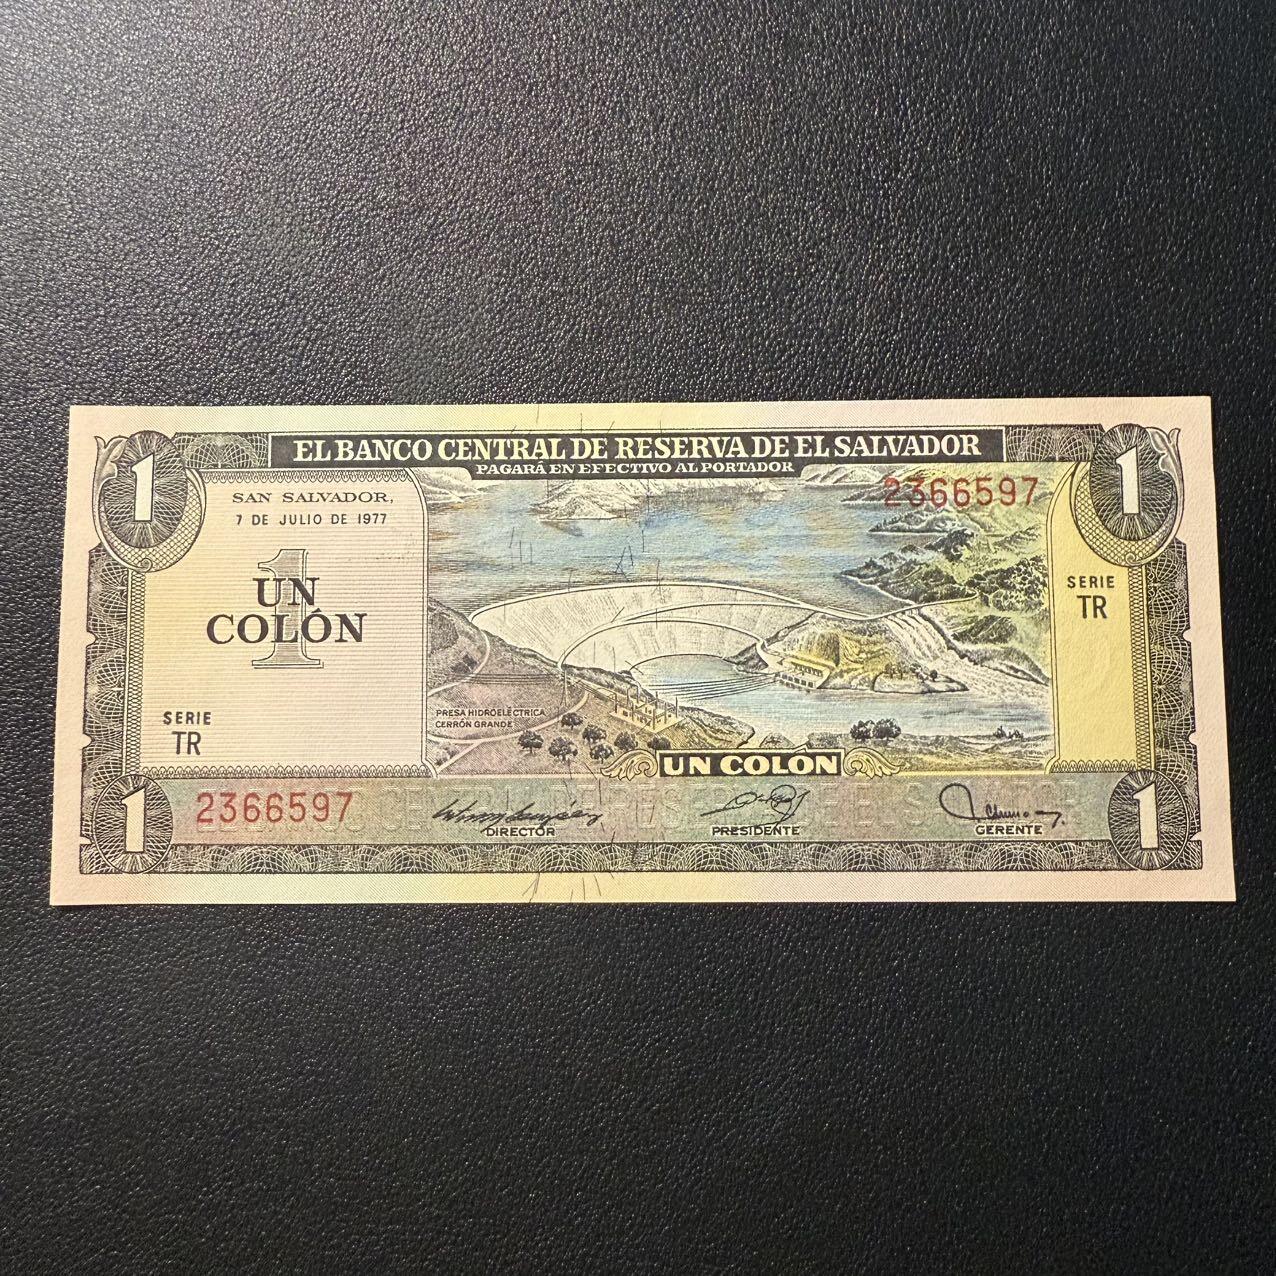 1
EL BANCO CENTRAL DE RESERVA DE EL SALVADOR
1
PAGARÁ EN EFECTIVO AL PORTADOR
2366597
SAN SALVADOR,
7 DE JULIO DE 1977
1
UN
COLÓN
SERIE
TR
SERIE
TR
PRESA HIDROELÉCTRICA
CERRÓN GRANDE
UN COLÓN
1
2366597
DIRECTOR
PRESIDENTE
GERENTE
1